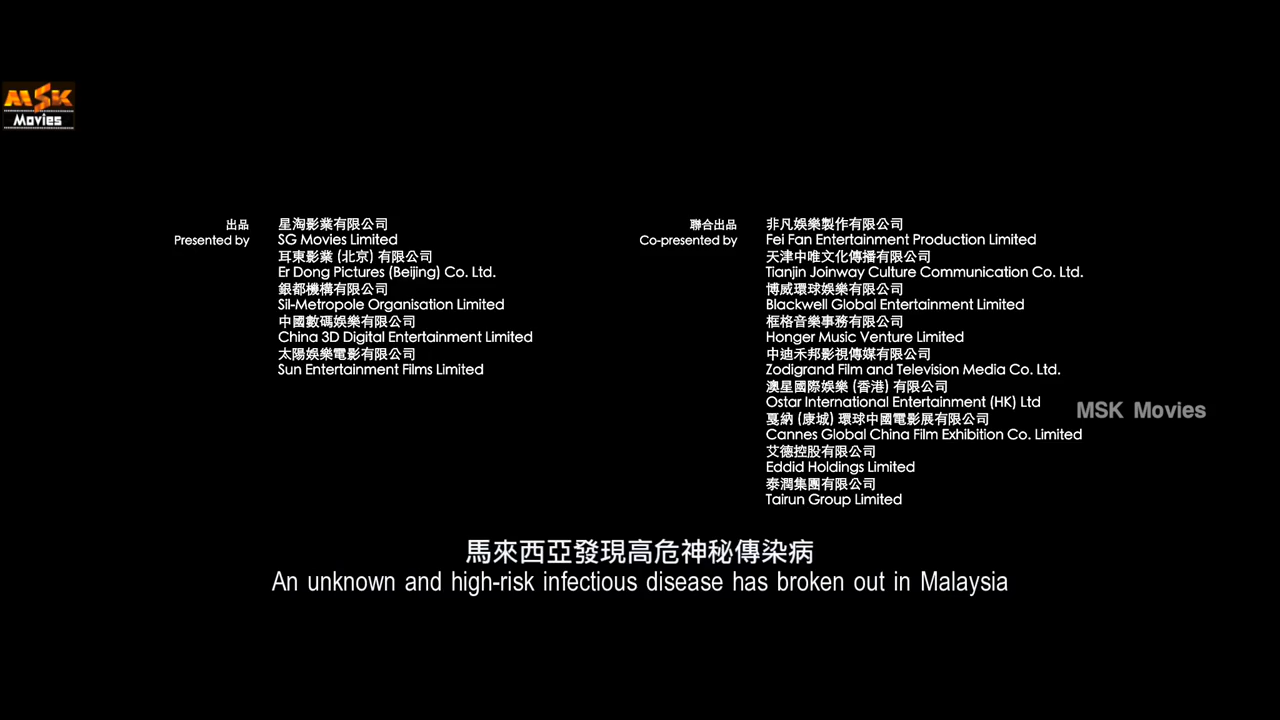 MSK
Movies
出品
Presented by
星淘影業有限公司
SG Movies Limited
耳東影業 (北京) 有限公司
Er Dong Pictures (Beijing) Co. Ltd.
銀都機構有限公司
Sil-Metropole Organisation Limited
中國數碼娛樂有限公司
China 3D Digital Entertainment Limited
太陽娛樂電影有限公司
Sun Entertainment Films Limited
聯合出品
Co-presented by
非凡娛樂製作有限公司
Fei Fan Entertainment Production Limited
天津中唯文化傳播有限公司
Tianjin Joinway Culture Communication Co. Ltd.
博威環球娛樂有限公司
Blackwell Global Entertainment Limited
框格音樂事務有限公司
Honger Music Venture Limited
中迪禾邦影視傳媒有限公司
Zodigrand Film and Television Media Co. Ltd.
澳星國際娛樂 (香港) 有限公司
Ostar International Entertainment (HK) Ltd
戛納 (康城) 環球中國電影展有限公司
Cannes Global China Film Exhibition Co. Limited
艾德控股有限公司
Eddid Holdings Limited
泰潤集團有限公司
Tairun Group Limited
MSK Movies
馬來西亞發現高危神秘傳染病
An unknown and high-risk infectious disease has broken out in Malaysia